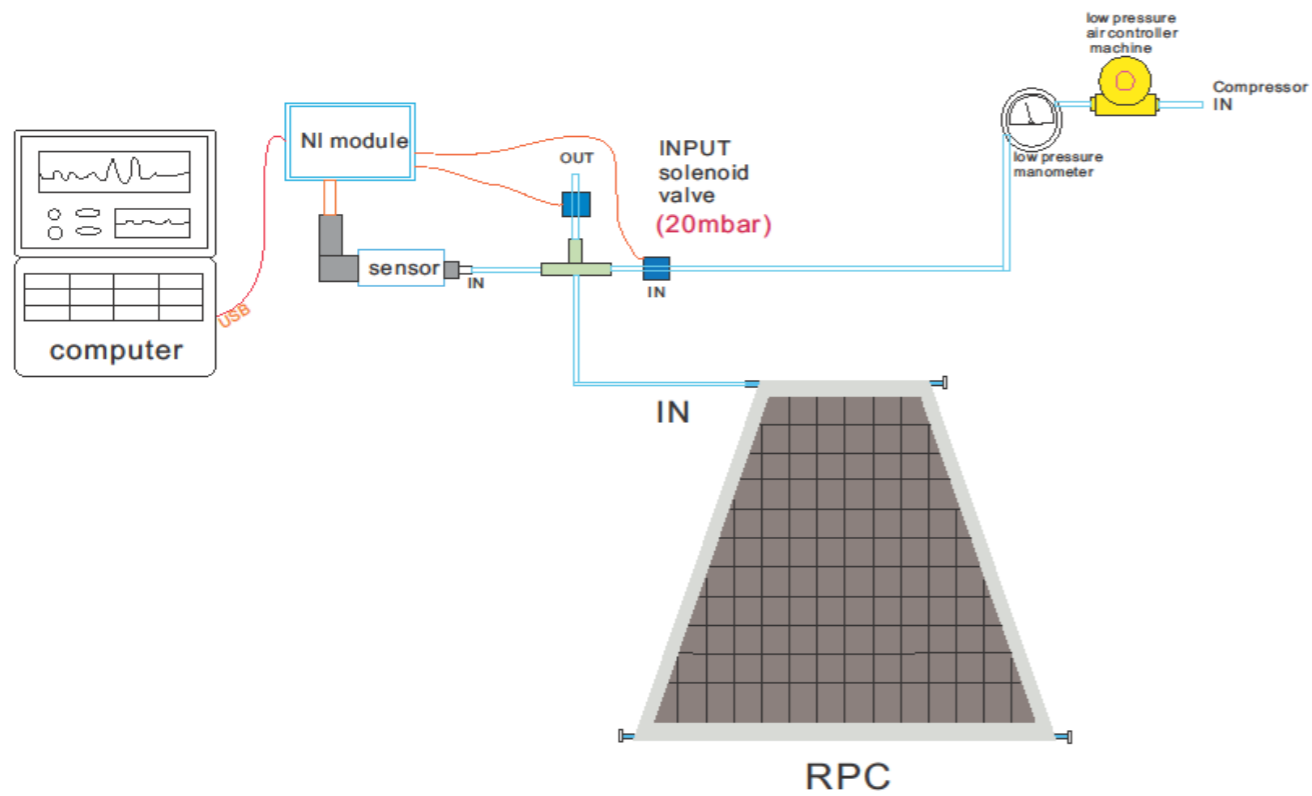 low pressure
air controller
machine
Compressor
IN
NI module
OUT
INPUT
solenoid
valve
(20mbar)
low pressure
manometer
sensor
IN
IN
USB
computer
IN
RPC